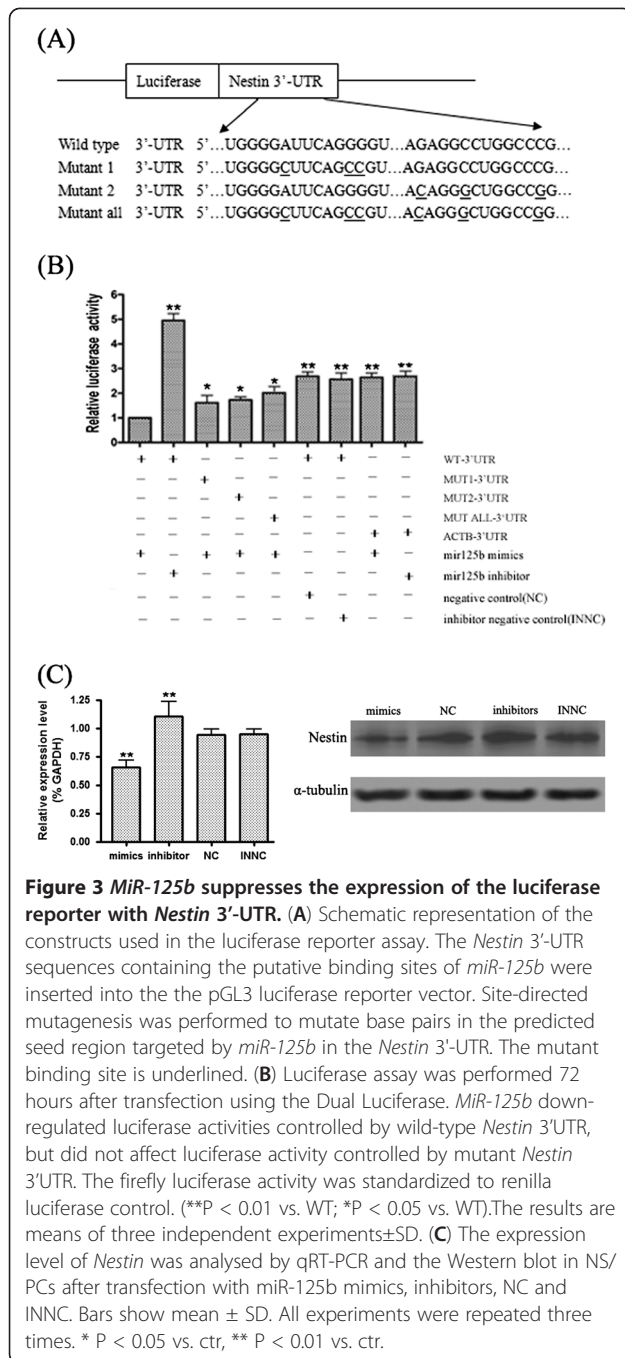 (A)
Luciferase Nestin 3'-UTR
Wild type 3'-UTR 5'…UGGGGAUUCAGGGGU…AGAGGCCUGGCCCG…
Mutant 1 3'-UTR 5'…UGGGGCUUCAGCCGU…AGAGGCCUGGCCCG…
Mutant 2 3'-UTR 5'…UGGGGAUUCAGGGGU…ACAGGGCUGGCCGG…
Mutant all 3'-UTR 5'…UGGGGCUUCAGCCGU…ACAGGGCUGGCCGG…
(B)
Relative luciferase activity
6
5
4
3
2
1
0
** * * * ** ** ** **
+ + − − − + + − − WT-3'UTR
− − + − − − − − − MUT1-3'UTR
− − − + − − − − − MUT2-3'UTR
− − − − + − − − − MUT ALL-3'UTR
− − − − − − − + + ACTB-3'UTR
+ − + + + − − + − mir125b mimics
− + − − − − − − + mir125b inhibitor
− − − − − + − − − negative control(NC)
− − − − − − + − − inhibitor negative control(INNC)
(C)
Relative expression level
(% GAPDH)
1.25
1.00
0.75
0.50
0.25
0.00
** **
mimics inhibitor NC INNC
mimics NC inhibitors INNC
Nestin
α-tubulin
Figure 3 MiR-125b suppresses the expression of the luciferase
reporter with Nestin 3′-UTR. (A) Schematic representation of the
constructs used in the luciferase reporter assay. The Nestin 3′-UTR
sequences containing the putative binding sites of miR-125b were
inserted into the the pGL3 luciferase reporter vector. Site-directed
mutagenesis was performed to mutate base pairs in the predicted
seed region targeted by miR-125b in the Nestin 3'-UTR. The mutant
binding site is underlined. (B) Luciferase assay was performed 72
hours after transfection using the Dual Luciferase. MiR-125b down-
regulated luciferase activities controlled by wild-type Nestin 3′UTR,
but did not affect luciferase activity controlled by mutant Nestin
3′UTR. The firefly luciferase activity was standardized to renilla
luciferase control. (**P < 0.01 vs. WT; *P < 0.05 vs. WT).The results are
means of three independent experiments±SD. (C) The expression
level of Nestin was analysed by qRT-PCR and the Western blot in NS/
PCs after transfection with miR-125b mimics, inhibitors, NC and
INNC. Bars show mean ± SD. All experiments were repeated three
times. * P < 0.05 vs. ctr, ** P < 0.01 vs. ctr.